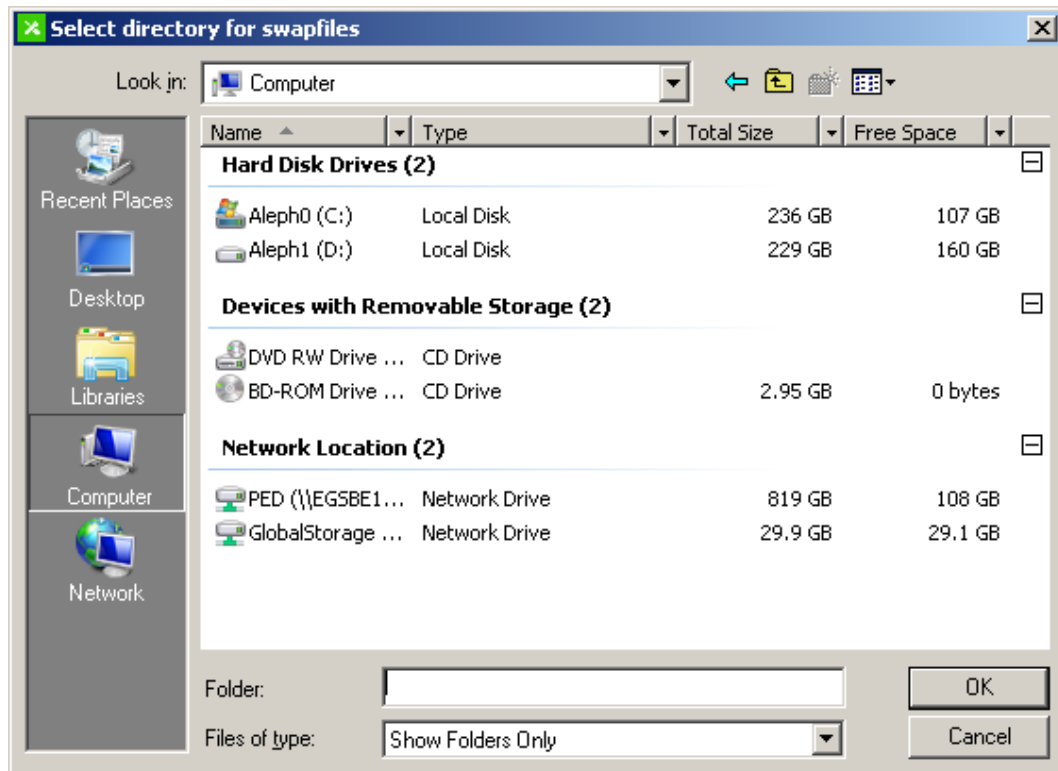 Select directory for swapfiles
Look in: Computer
Name Type Total Size Free Space
Hard Disk Drives (2)
Aleph0 (C:) Local Disk 236 GB 107 GB
Aleph1 (D:) Local Disk 229 GB 160 GB
Devices with Removable Storage (2)
DVD RW Drive ... CD Drive
BD-ROM Drive ... CD Drive 2.95 GB 0 bytes
Network Location (2)
PED (\\EGSBE1... Network Drive 819 GB 108 GB
GlobalStorage ... Network Drive 29.9 GB 29.1 GB
Recent Places
Desktop
Libraries
Computer
Network
Folder: OK
Files of type: Show Folders Only Cancel